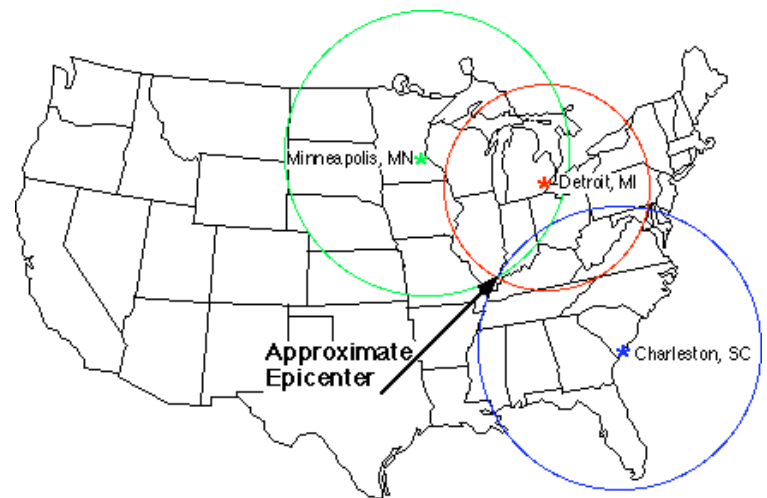 Minneapolis, MN
Detroit, MI
Approximate
Epicenter
Charleston, SC